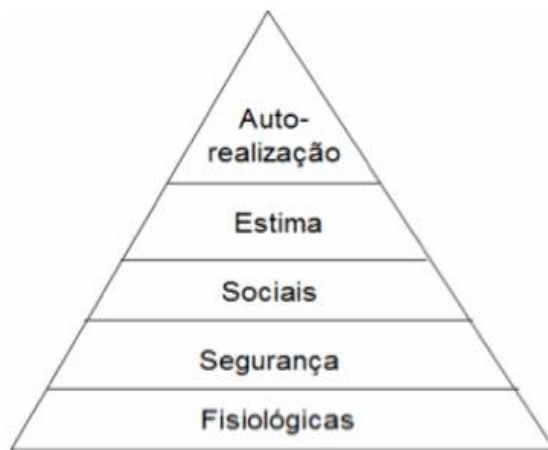 Auto-
realização
Estima
Sociais
Segurança
Fisiológicas